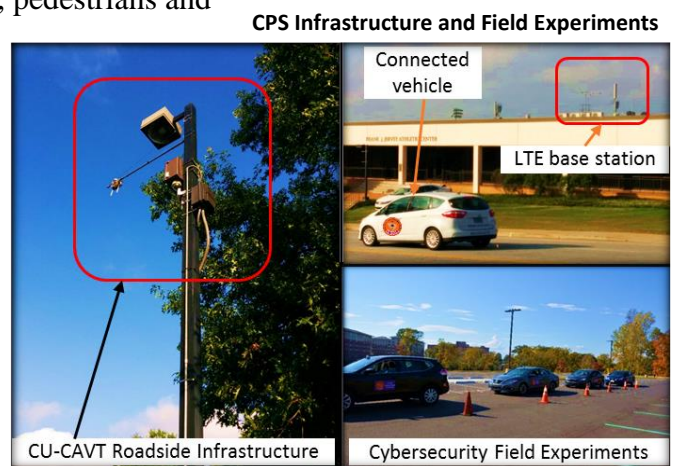 , pedestrians and
CPS Infrastructure and Field Experiments
Connected
vehicle
LTE base station
CU-CAVT Roadside Infrastructure
Cybersecurity Field Experiments